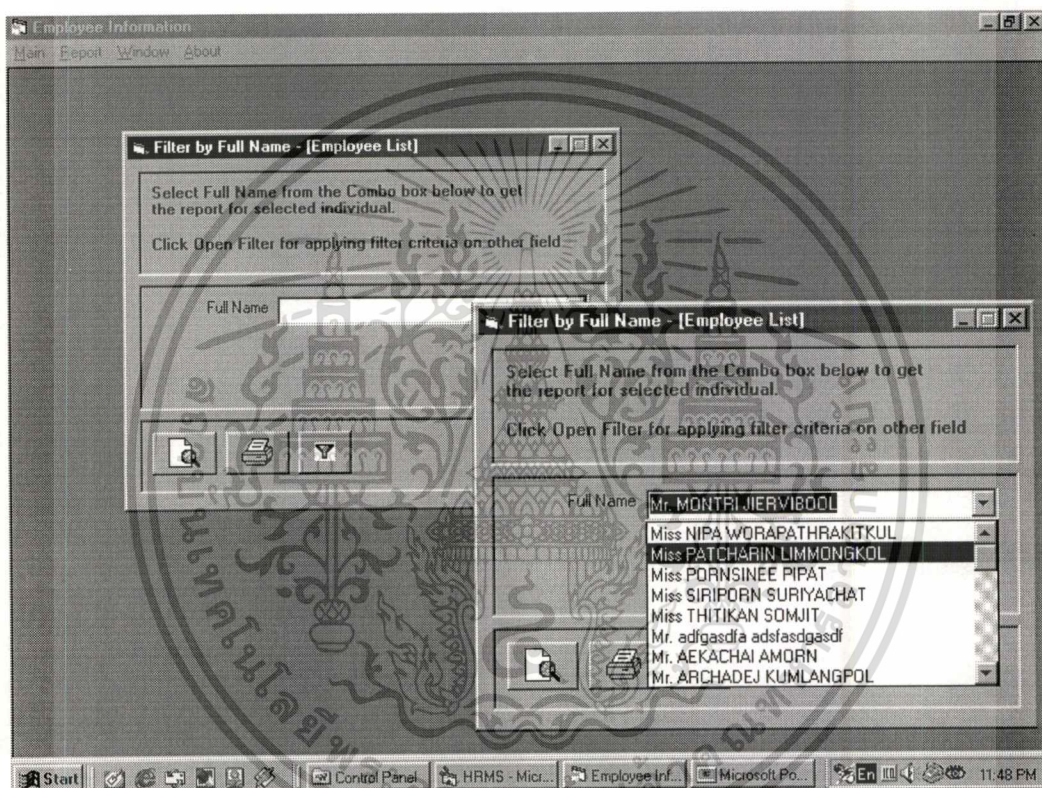 Employee Information
Main Report Window About
Filter by Full Name - [Employee List]
Select Full Name from the Combo box below to get
the report for selected individual.
Click Open Filter for applying filter criteria on other field
Full Name
Filter by Full Name - [Employee List]
Select Full Name from the Combo box below to get
the report for selected individual.
Click Open Filter for applying filter criteria on other field
Full Name Mr. MONTRI JIERVIBOOL
Miss NIPA WORAPATHRAKITKUL
Miss PATCHARIN LIMMONGKOL
Miss PORNSINEE PIPAT
Miss SIRIPORN SURIYACHAT
Miss THITIKAN SOMJIT
Mr. adfgasdfa adsfasdgasdf
Mr. AEKACHAI AMORN
Mr. ARCHADEJ KUMLANGPOL
Start Control Panel HRMS - Micr... Employee Inf... Microsoft Po... En 11:48 PM